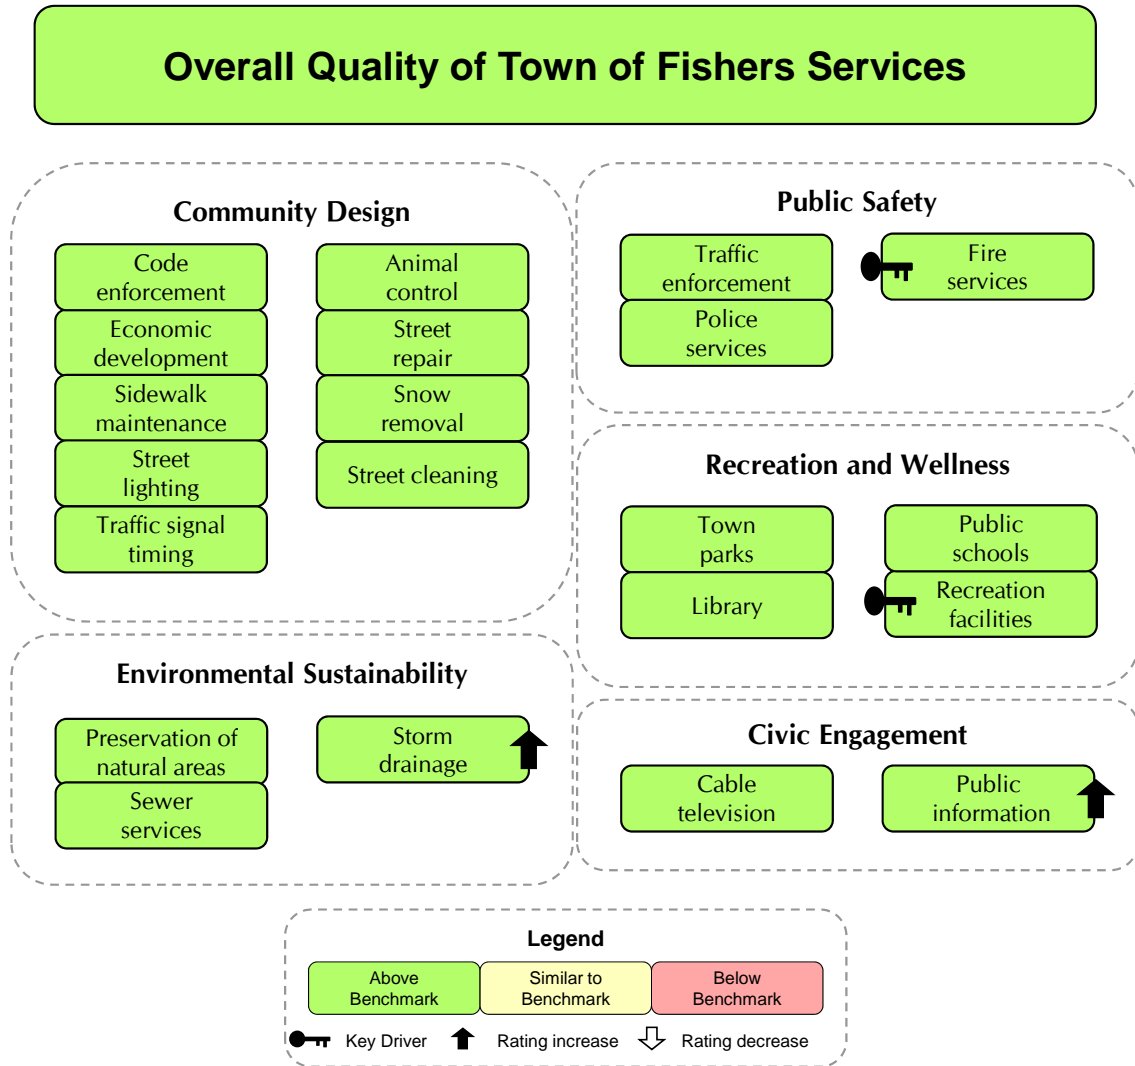 Overall Quality of Town of Fishers Services
Community Design
Code
enforcement
Economic
development
Sidewalk
maintenance
Street
lighting
Traffic signal
timing
Animal
control
Street
repair
Snow
removal
Street cleaning
Public Safety
Traffic
enforcement
Police
services
Fire
services
Recreation and Wellness
Town
parks
Library
Public
schools
Recreation
facilities
Environmental Sustainability
Preservation of
natural areas
Sewer
services
Storm
drainage
Civic Engagement
Cable
television
Public
information
Legend
Above
Benchmark
Similar to
Benchmark
Below
Benchmark
Key Driver
Rating increase
Rating decrease